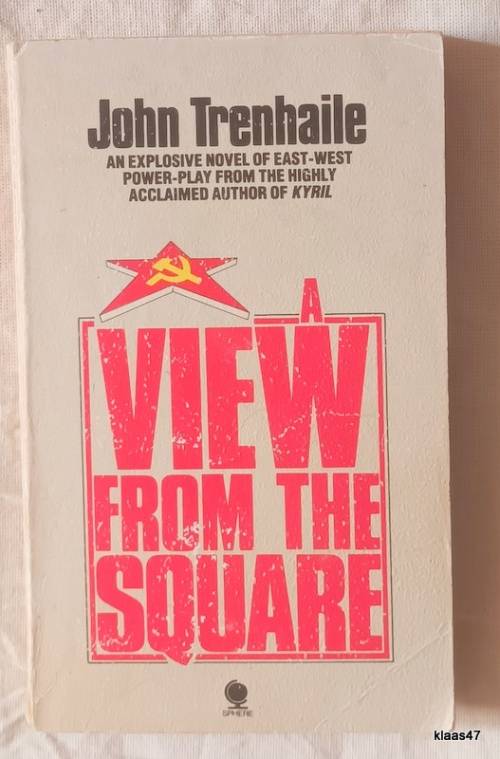 John Trenhaile
AN EXPLOSIVE NOVEL OF EAST-WEST
POWER-PLAY FROM THE HIGHLY
ACCLAIMED AUTHOR OF KYRIL
A
VIEW
FROM THE
SQUARE
SPHERE
klaas47